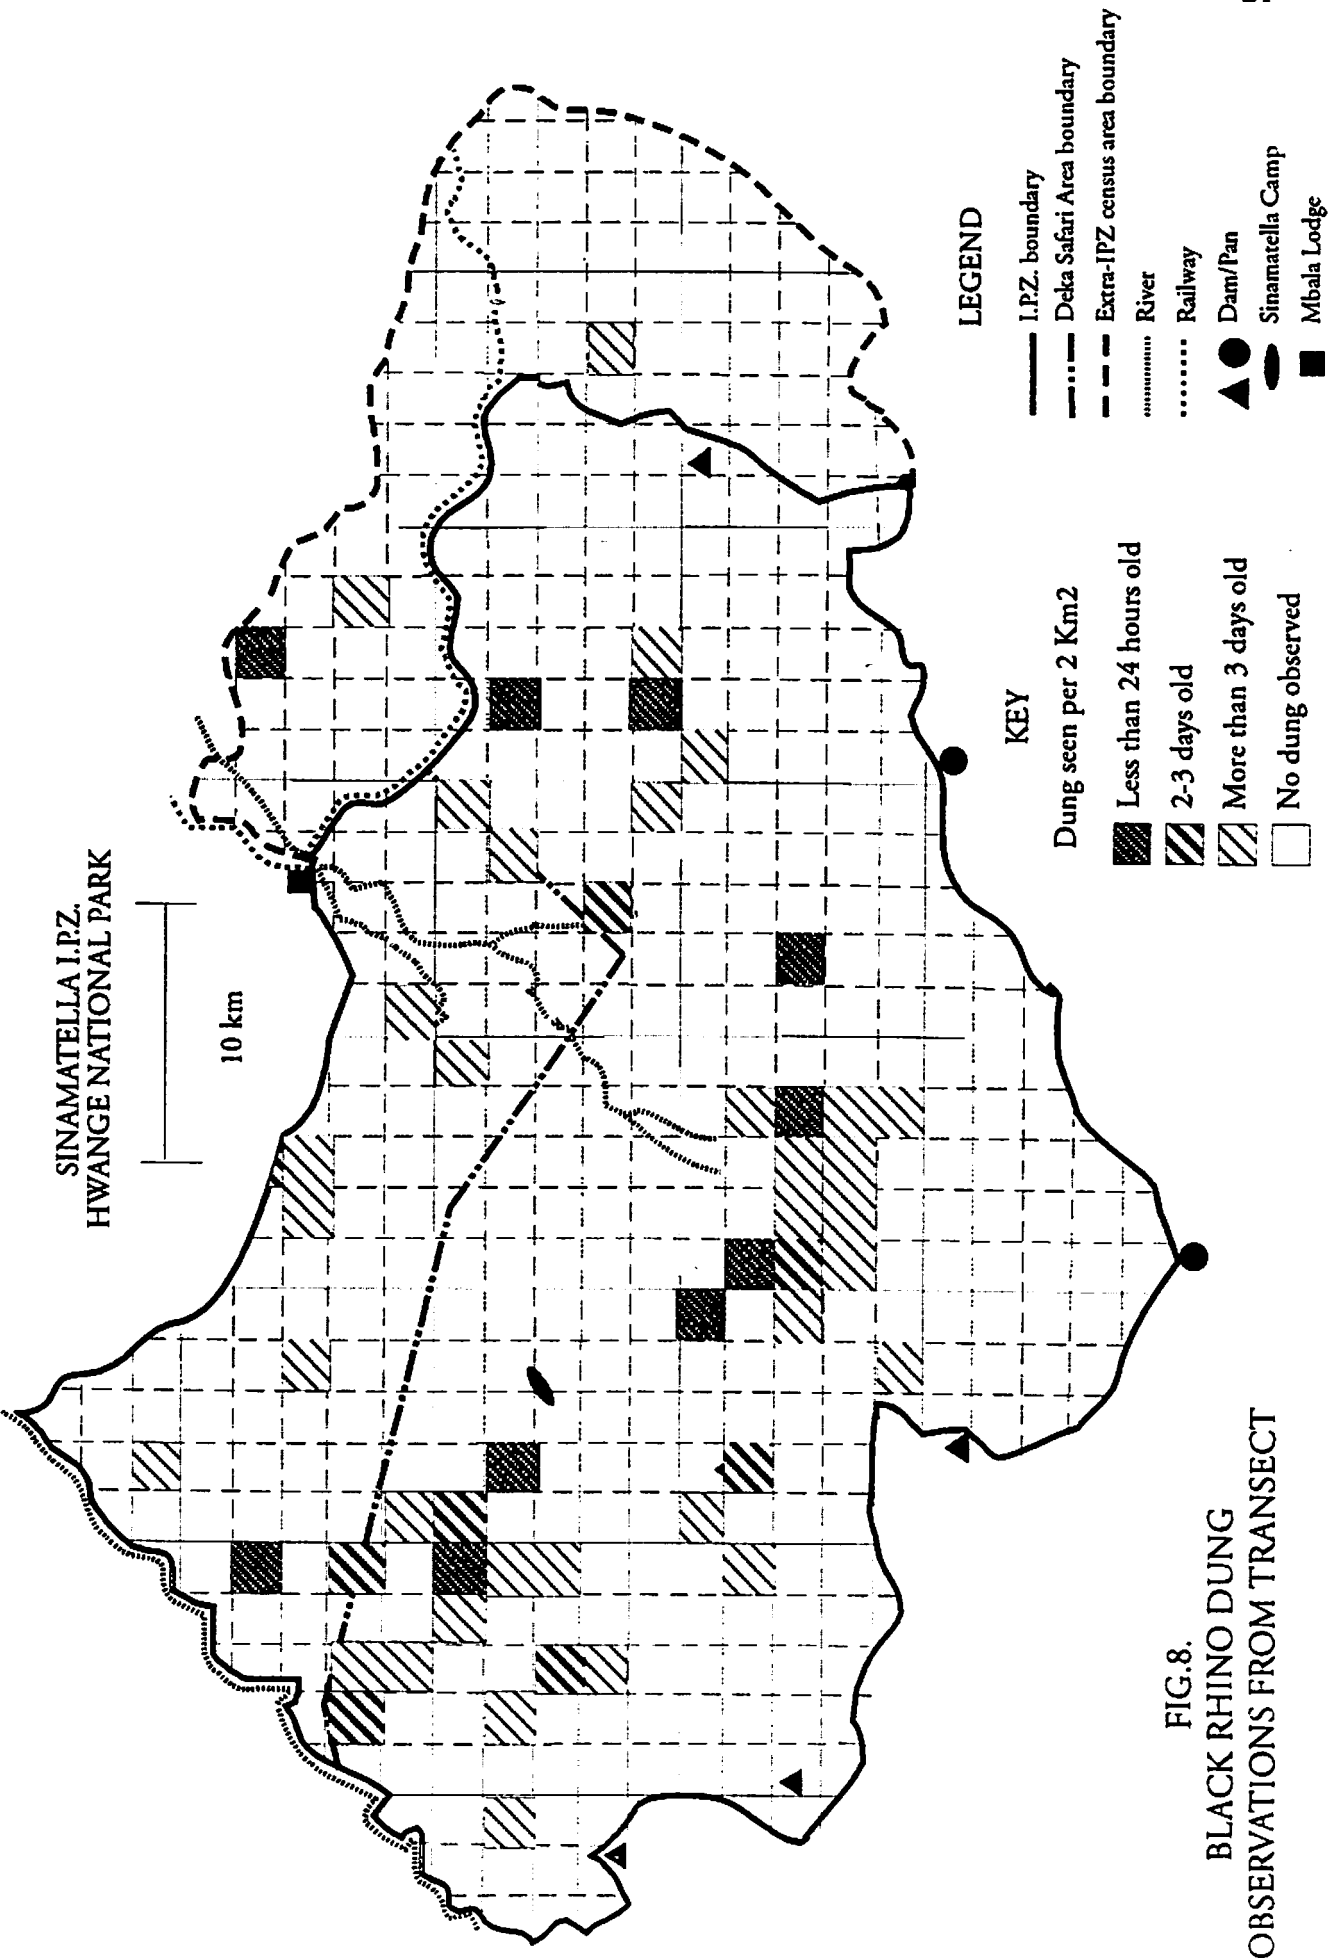 SINAMATELLA I.P.Z.
HWANGE NATIONAL PARK
10 km
LEGEND
I.P.Z. boundary
Deka Safari Area boundary
Extra-IPZ census area boundary
River
Railway
Dam/Pan
Sinamatella Camp
Mbala Lodge
KEY
Dung seen per 2 Km2
Less than 24 hours old
2-3 days old
More than 3 days old
No dung observed
FIG.8.
BLACK RHINO DUNG
OBSERVATIONS FROM TRANSECT